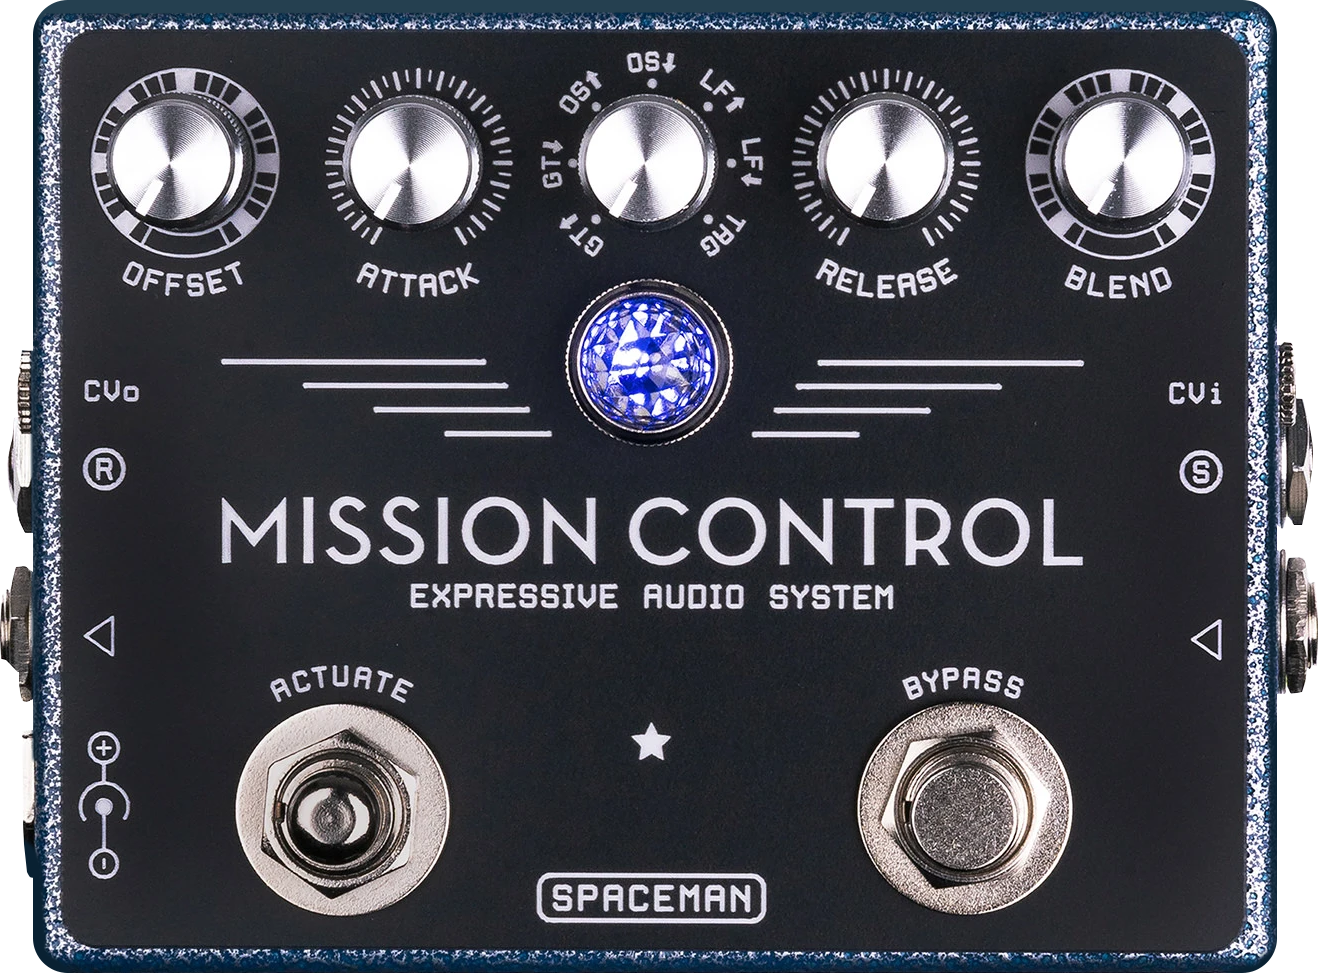 OS↓
OS↑
LF↑
GT↓
LF↓
GT↑
TRG
OFFSET
ATTACK
RELEASE
BLEND
CVo
CVi
R
S
MISSION CONTROL
EXPRESSIVE AUDIO SYSTEM
ACTUATE
BYPASS
+
-
SPACEMAN